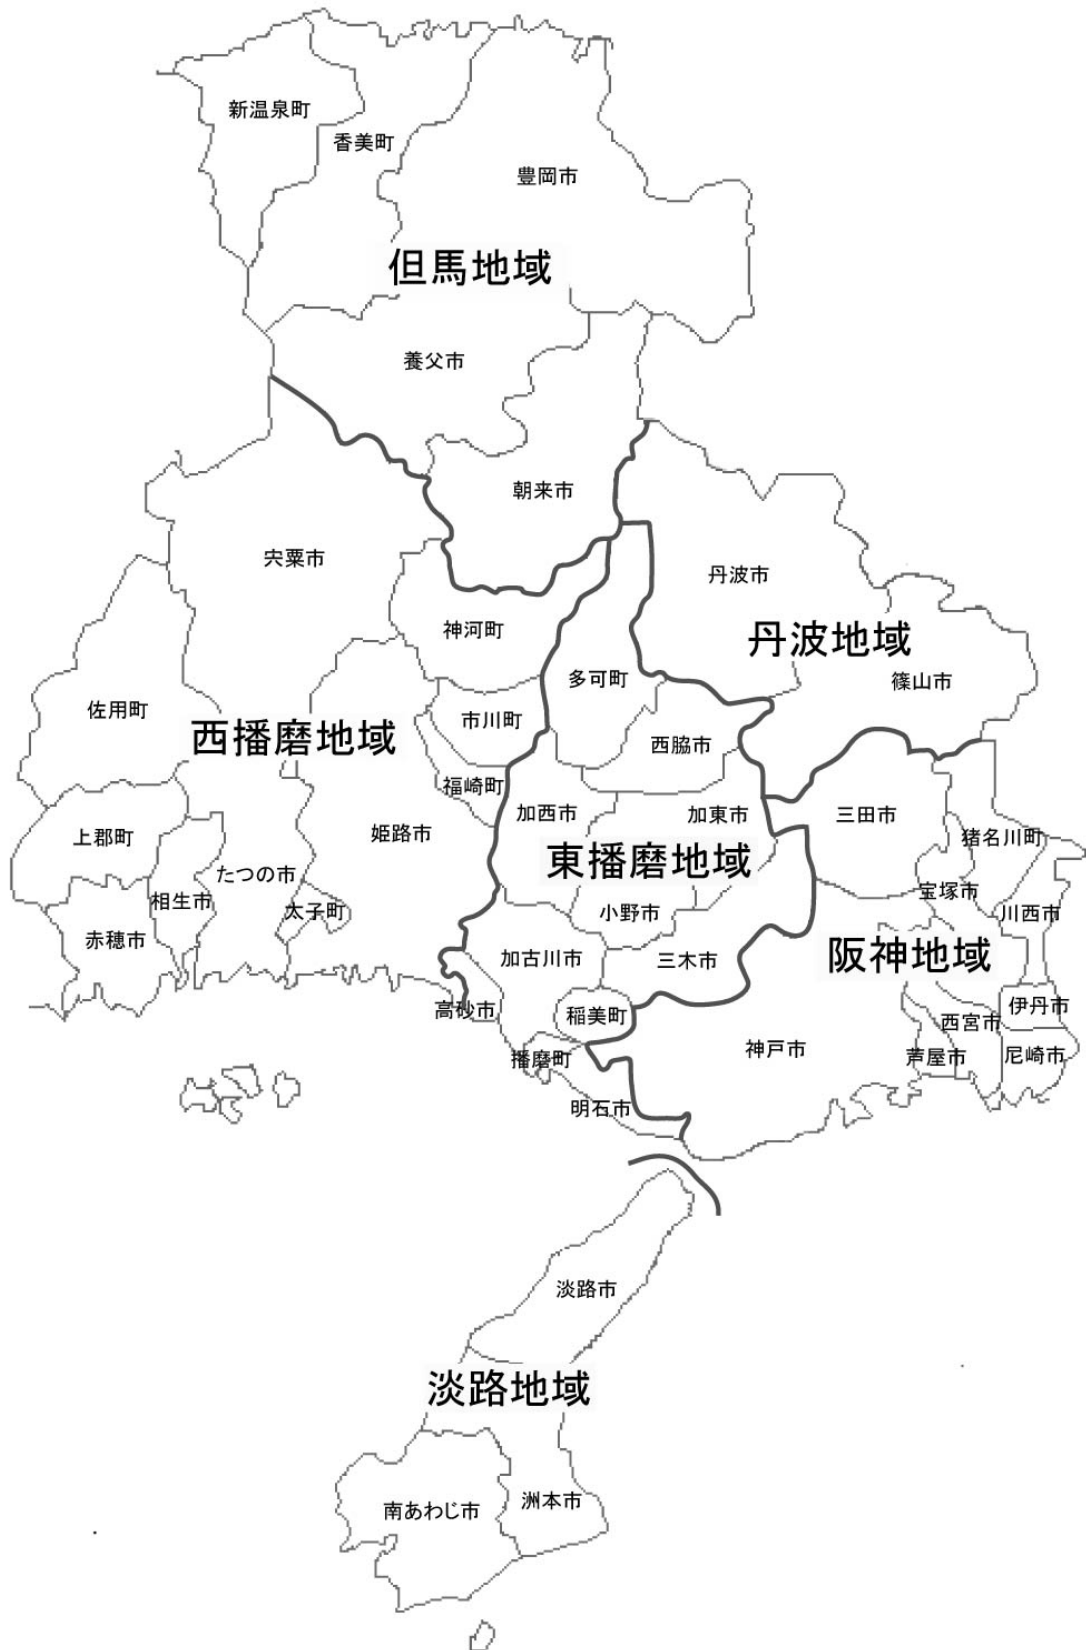 新温泉町
香美町
豊岡市
但馬地域
養父市
朝来市
宍粟市
丹波市
神河町
丹波地域
多可町
篠山市
佐用町
市川町
西播磨地域
西脇市
福崎町
加西市
加東市
三田市
上郡町
姫路市
猪名川町
東播磨地域
たつの市
宝塚市
相生市
太子町
小野市
川西市
赤穂市
加古川市
三木市
阪神地域
高砂市
稲美町
伊丹市
西宮市
神戸市
播磨町
芦屋市
尼崎市
明石市
淡路市
淡路地域
南あわじ市
洲本市